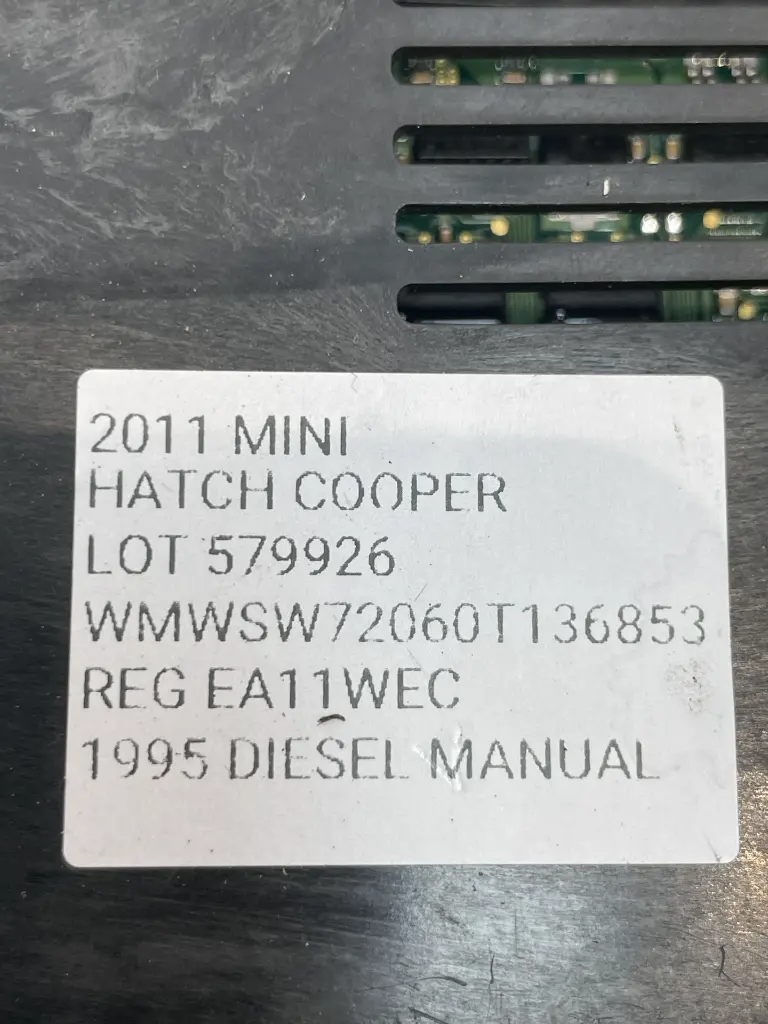 2011 MINI
HATCH COOPER
LOT 579926
WMWSW72060T136853
REG EA11WEC
1995 DIESEL MANUAL